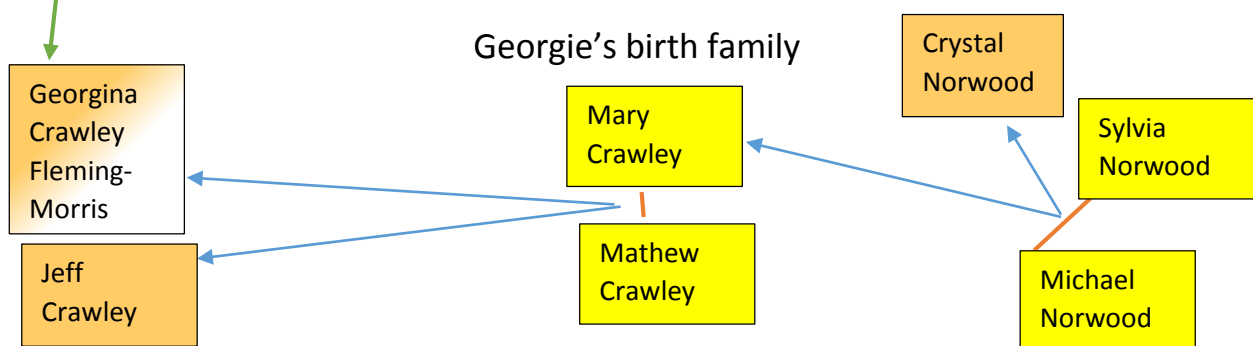 Georgie’s birth family
Georgina
Crawley
Fleming-
Morris
Jeff
Crawley
Mary
Crawley
Mathew
Crawley
Crystal
Norwood
Sylvia
Norwood
Michael
Norwood